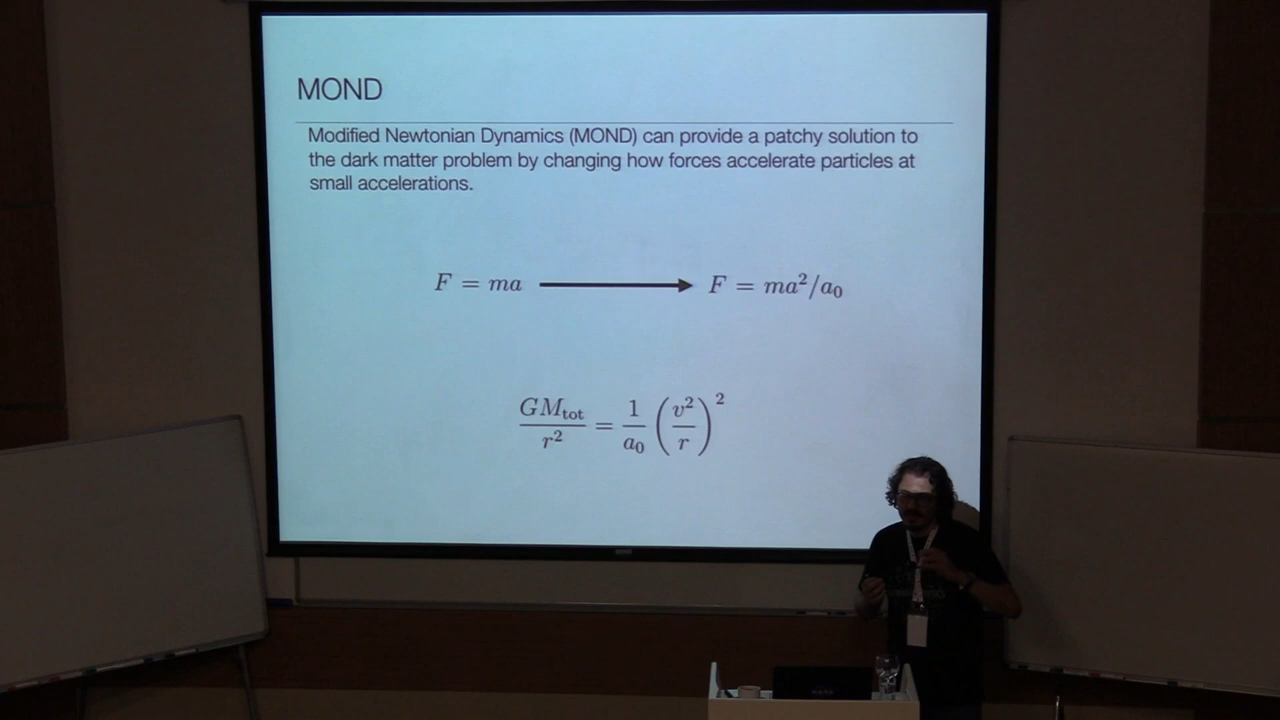 MOND
Modified Newtonian Dynamics (MOND) can provide a patchy solution to
the dark matter problem by changing how forces accelerate particles at
small accelerations.
F = ma ⟶ F = ma²/a₀
GM_tot / r² = 1/a₀ (v²/r)²